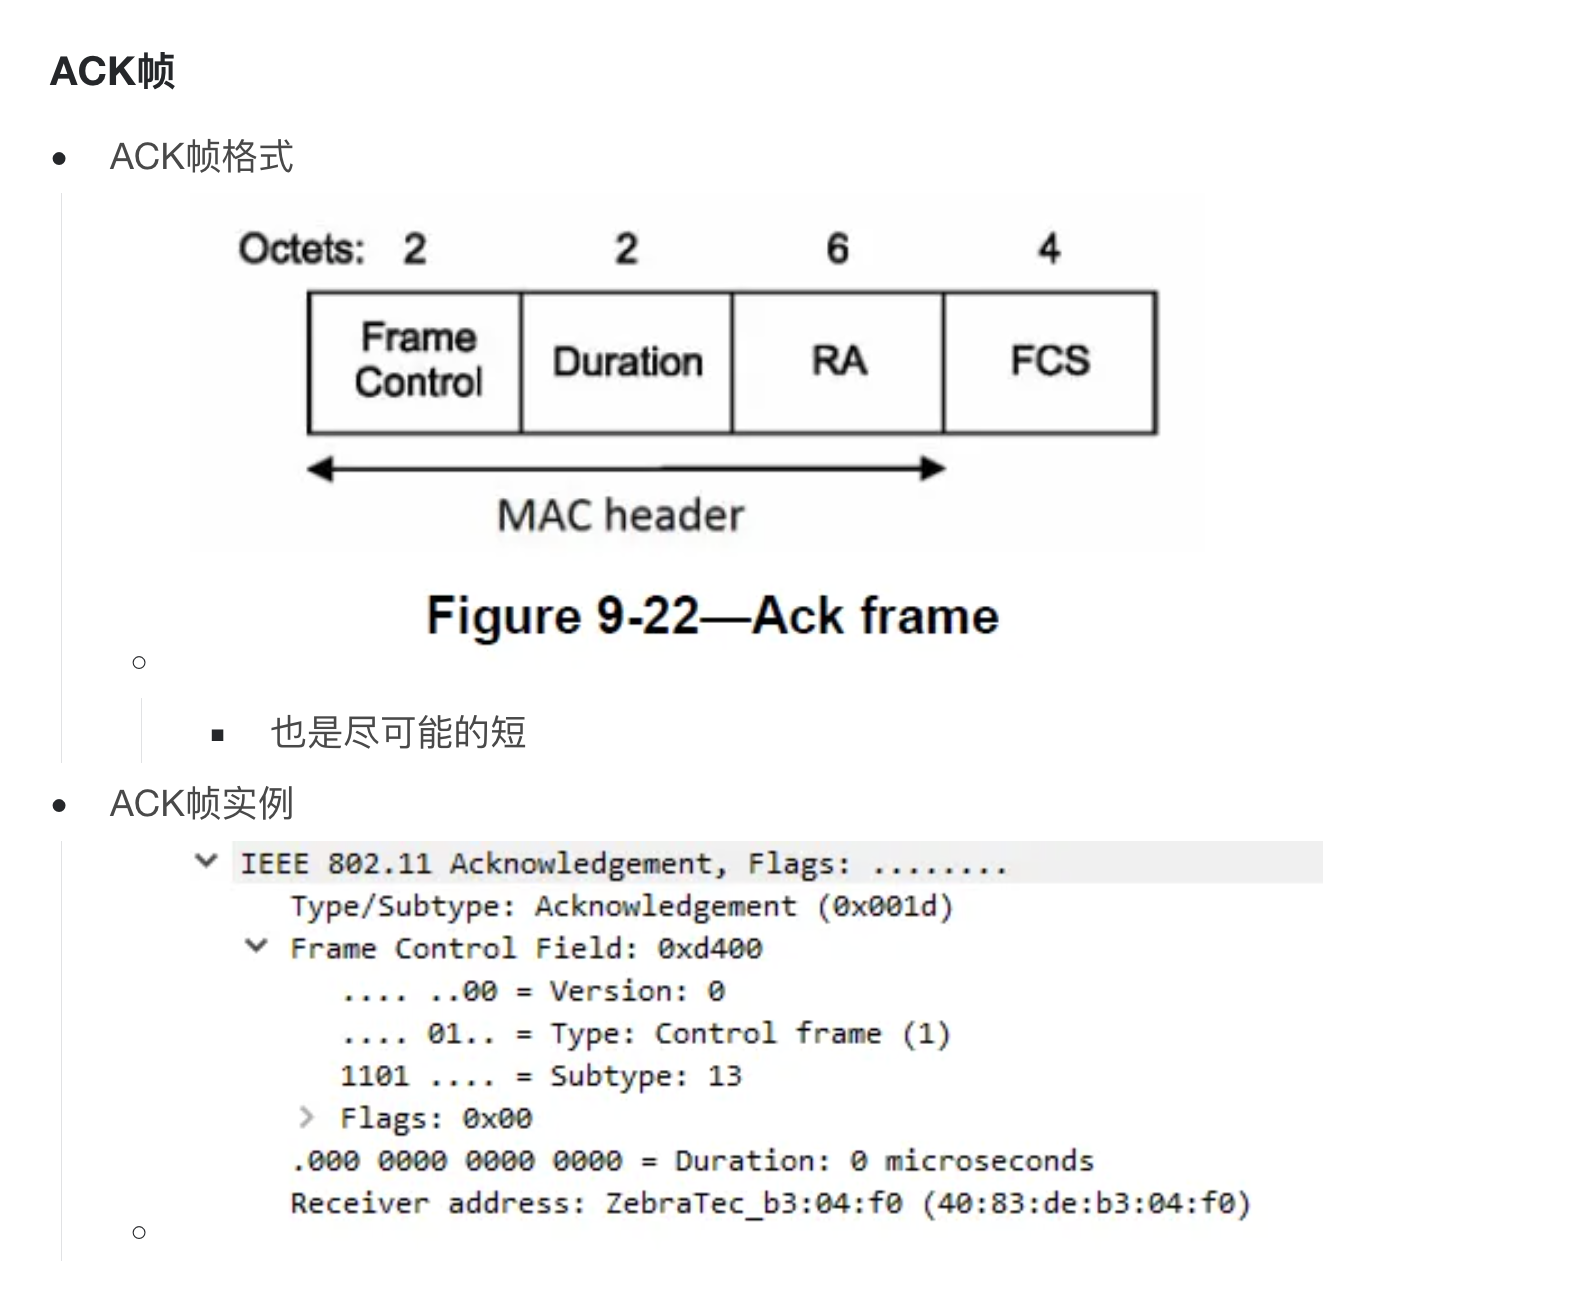 ACK帧
ACK帧格式
Octets: 2 2 6 4
Frame Control Duration RA FCS
MAC header
Figure 9-22—Ack frame
也是尽可能的短
ACK帧实例
IEEE 802.11 Acknowledgement, Flags: ........
Type/Subtype: Acknowledgement (0x001d)
Frame Control Field: 0xd400
.... ..00 = Version: 0
.... 01.. = Type: Control frame (1)
1101 .... = Subtype: 13
Flags: 0x00
.000 0000 0000 0000 = Duration: 0 microseconds
Receiver address: ZebraTec_b3:04:f0 (40:83:de:b3:04:f0)